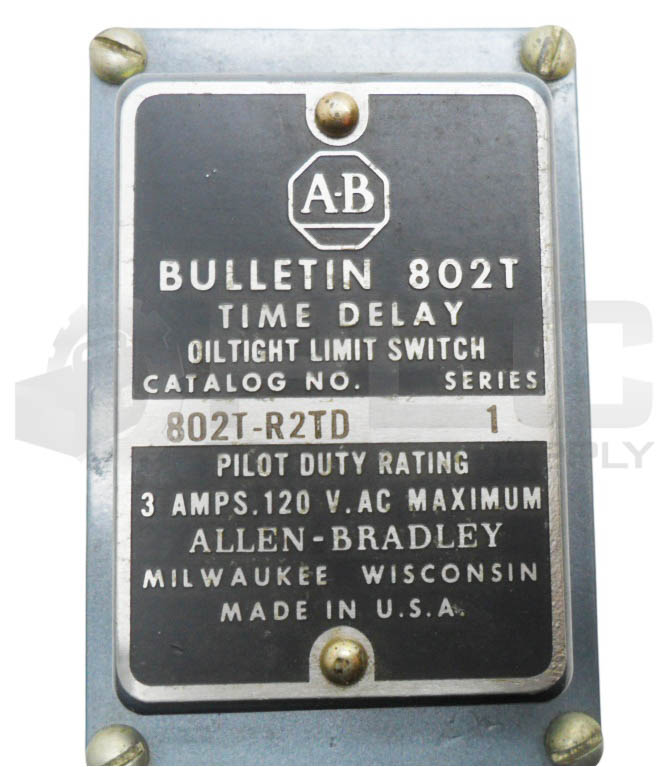 A-B
BULLETIN 802T
TIME DELAY
OILTIGHT LIMIT SWITCH
CATALOG NO. SERIES
802T-R2TD 1
PILOT DUTY RATING
3 AMPS. 120 V. AC MAXIMUM
ALLEN-BRADLEY
MILWAUKEE WISCONSIN
MADE IN U.S.A.